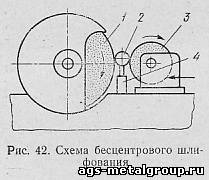 1 2 3
4
Рис. 42. Схема бесцентрового шли-
фования
ags-metalgroup.ru